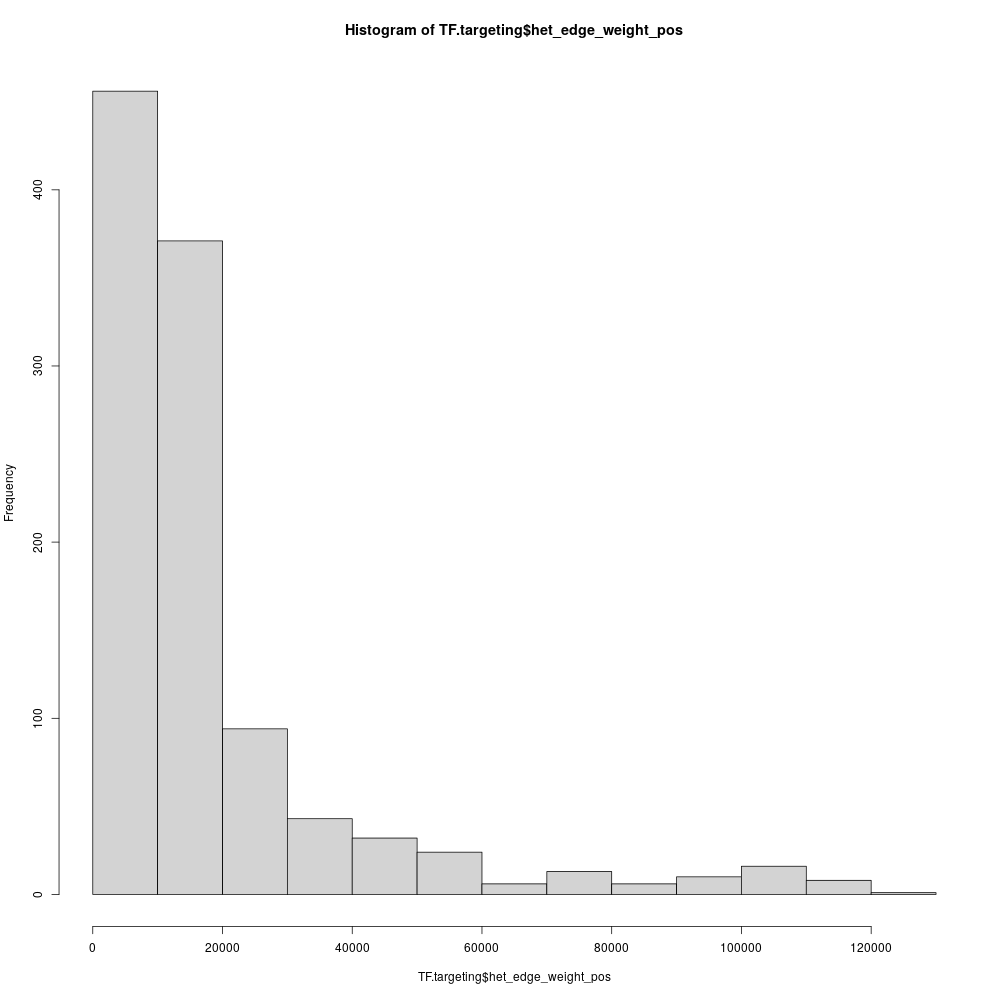 Histogram of TF.targeting$het_edge_weight_pos
Frequency
400
300
200
100
0
0 20000 40000 60000 80000 100000 120000
TF.targeting$het_edge_weight_pos